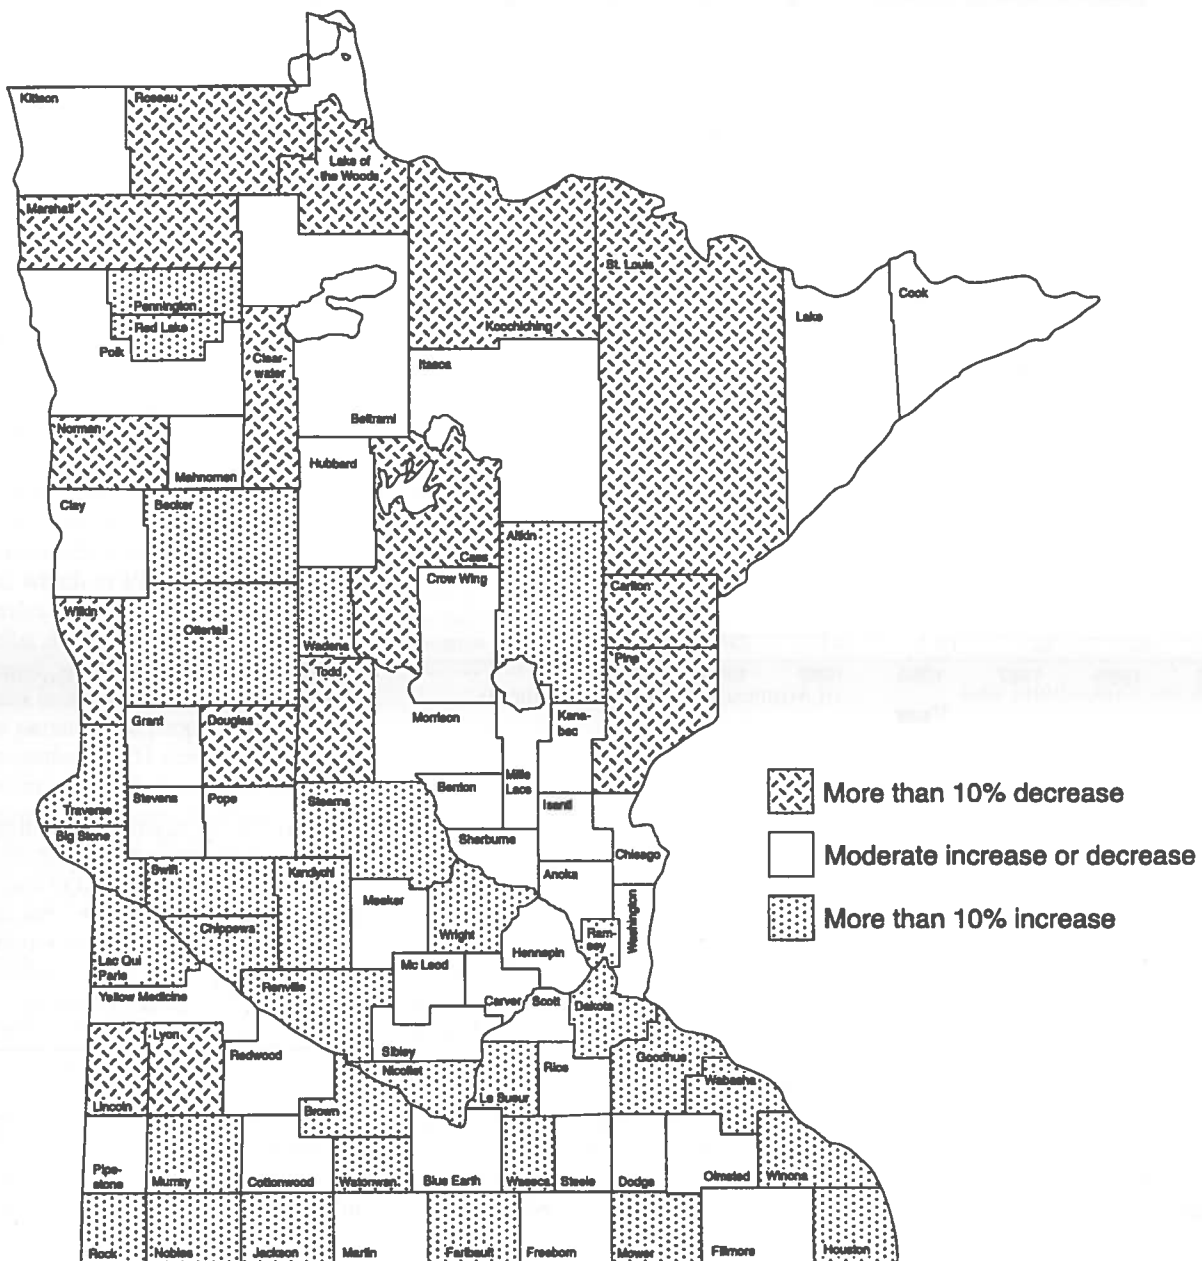 Kittson
Roseau
Lake of
the Woods
Marshall
St. Louis
Cook
Pennington
Lake
Red Lake
Koochiching
Polk
Clear-
water
Itasca
Beltrami
Norman
Hubbard
Mahnomen
Clay
Becker
Aitkin
Cass
Crow Wing
Carlton
Wilkin
Ottertail
Wadena
Pine
Todd
Grant
Douglas
Morrison
Kana-
bec
Mille
Lacs
Benton
Isanti
Stevens
Pope
Stearns
Traverse
Big Stone
Sherburne
Chisago
Swift
Kandiyohi
Anoka
Meeker
Washington
Chippewa
Wright
Ram-
sey
Hennepin
Lac Qui
Parle
Mc Leod
Renville
Yellow Medicine
Carver
Scott
Dakota
Lyon
Redwood
Sibley
Goodhue
Nicollet
Rice
Wabasha
Le Sueur
Lincoln
Brown
Pipe-
stone
Murray
Cottonwood
Watonwan
Blue Earth
Waseca
Steele
Dodge
Olmsted
Winona
Rock
Nobles
Jackson
Martin
Faribault
Freeborn
Mower
Fillmore
Houston
More than 10% decrease
Moderate increase or decrease
More than 10% increase